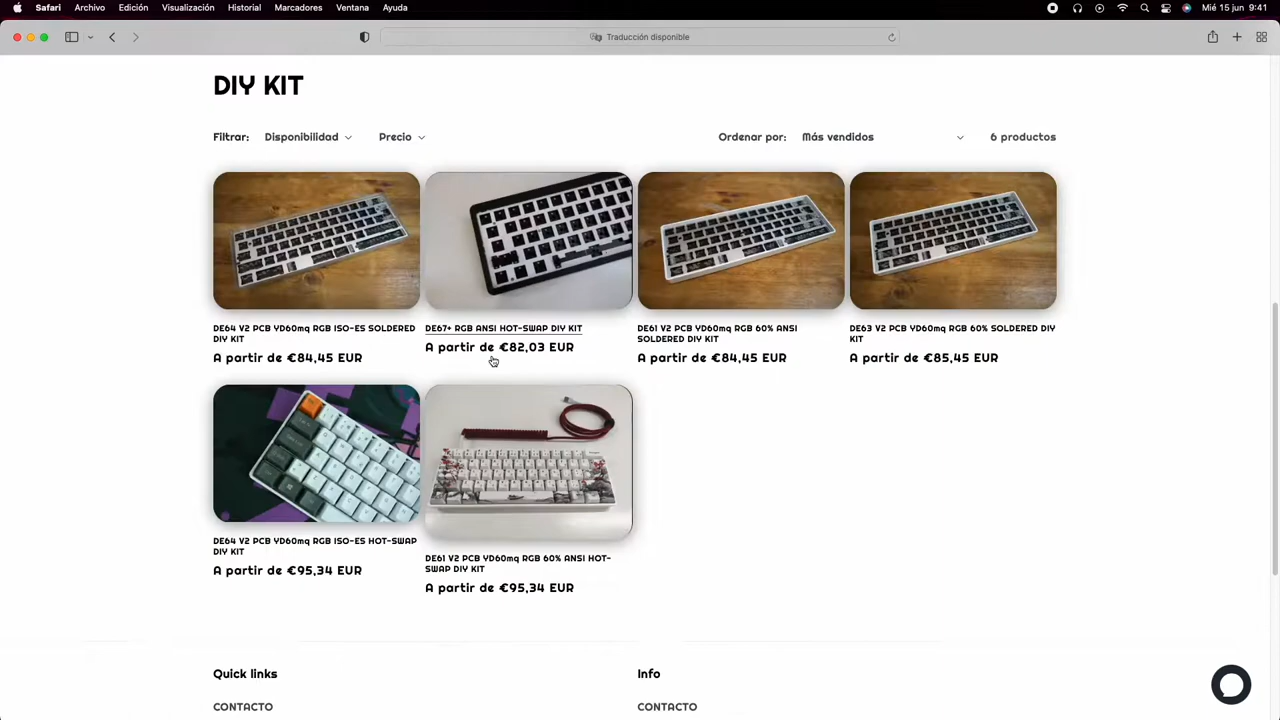 Safari Archivo Edición Visualización Historial Marcadores Ventana Ayuda Mié 15 jun 9:41
Traducción disponible
DIY KIT
Filtrar: Disponibilidad Precio Ordenar por: Más vendidos 6 productos
DE64 V2 PCB YD60mq RGB ISO-ES SOLDERED
DIY KIT
A partir de €84,45 EUR
DE67+ RGB ANSI HOT-SWAP DIY KIT
A partir de €82,03 EUR
DE61 V2 PCB YD60mq RGB 60% ANSI
SOLDERED DIY KIT
A partir de €84,45 EUR
DE63 V2 PCB YD60mq RGB 60% SOLDERED DIY
KIT
A partir de €85,45 EUR
DE64 V2 PCB YD60mq RGB ISO-ES HOT-SWAP
DIY KIT
A partir de €95,34 EUR
DE61 V2 PCB YD60mq RGB 60% ANSI HOT-
SWAP DIY KIT
A partir de €95,34 EUR
Quick links
CONTACTO
Info
CONTACTO